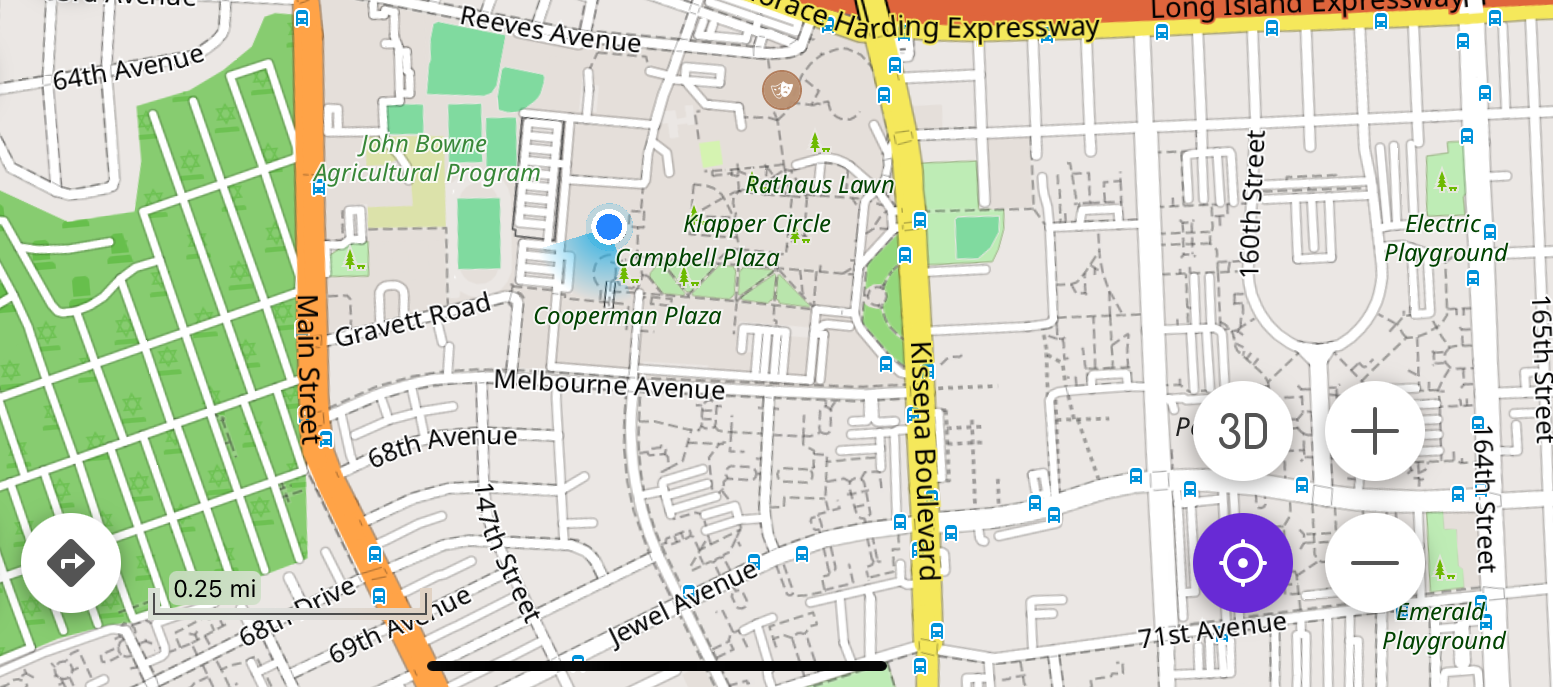 Reeves Avenue
Horace Harding Expressway
Long Island Expressway
64th Avenue
John Bowne
Agricultural Program
Rathaus Lawn
160th Street
Klapper Circle
Electric
Playground
Campbell Plaza
Cooperman Plaza
Gravett Road
Main Street
165th Street
Melbourne Avenue
Kissena Boulevard
68th Avenue
3D
164th Street
147th Street
0.25 mi
68th Drive
69th Avenue
Jewel Avenue
71st Avenue
Emerald
Playground